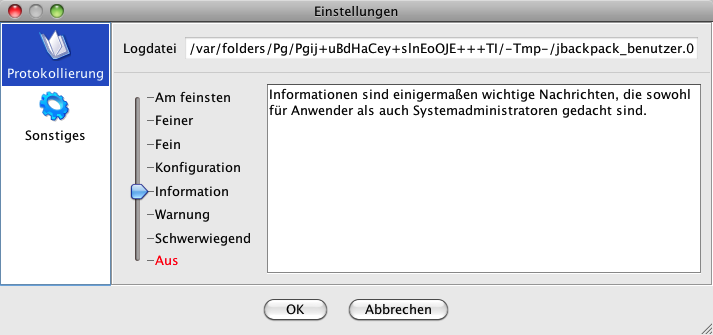 Einstellungen
Protokollierung
Sonstiges
Logdatei /var/folders/Pg/Pgij+uBdHaCey+slnEoOJE+++TI/-Tmp-/jbackpack_benutzer.0
Am feinsten
Feiner
Fein
Konfiguration
Information
Warnung
Schwerwiegend
Aus
Informationen sind einigermaßen wichtige Nachrichten, die sowohl
für Anwender als auch Systemadministratoren gedacht sind.
OK Abbrechen